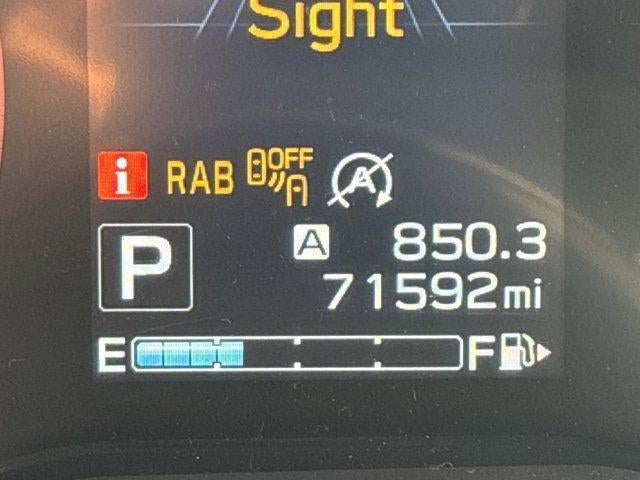 Sight
i RAB OFF A
P A 850.3
71592mi
E F